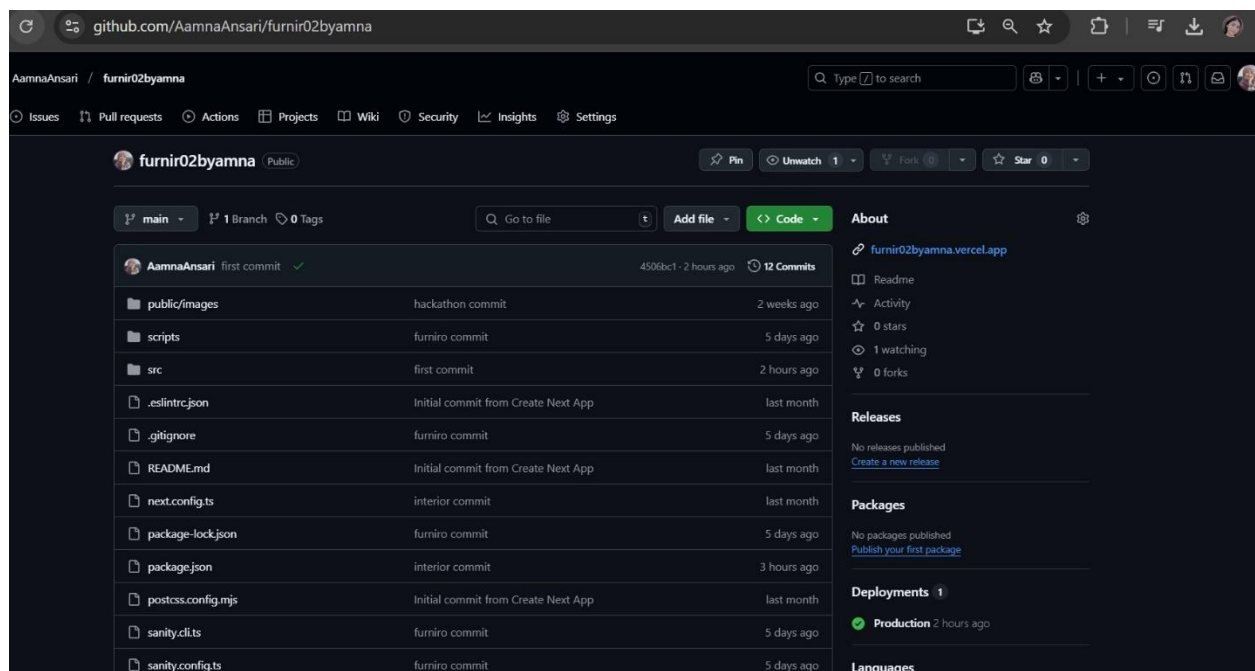 github.com/AamnaAnsari/furnir02byamna
AamnaAnsari / furnir02byamna
Type / to search
Issues Pull requests Actions Projects Wiki Security Insights Settings
furnir02byamna Public
Pin Unwatch 1 Fork 0 Star 0
main 1 Branch 0 Tags Go to file t Add file Code
AamnaAnsari first commit 4506bc1 · 2 hours ago 12 Commits
public/images hackathon commit 2 weeks ago
scripts furniro commit 5 days ago
src first commit 2 hours ago
.eslintrc.json Initial commit from Create Next App last month
.gitignore furniro commit 5 days ago
README.md Initial commit from Create Next App last month
next.config.ts interior commit last month
package-lock.json furniro commit 5 days ago
package.json interior commit 3 hours ago
postcss.config.mjs Initial commit from Create Next App last month
sanity.cli.ts furniro commit 5 days ago
sanity.config.ts furniro commit 5 days ago
About
furnir02byamna.vercel.app
Readme
Activity
0 stars
1 watching
0 forks
Releases
No releases published
Create a new release
Packages
No packages published
Publish your first package
Deployments 1
Production 2 hours ago
Languages